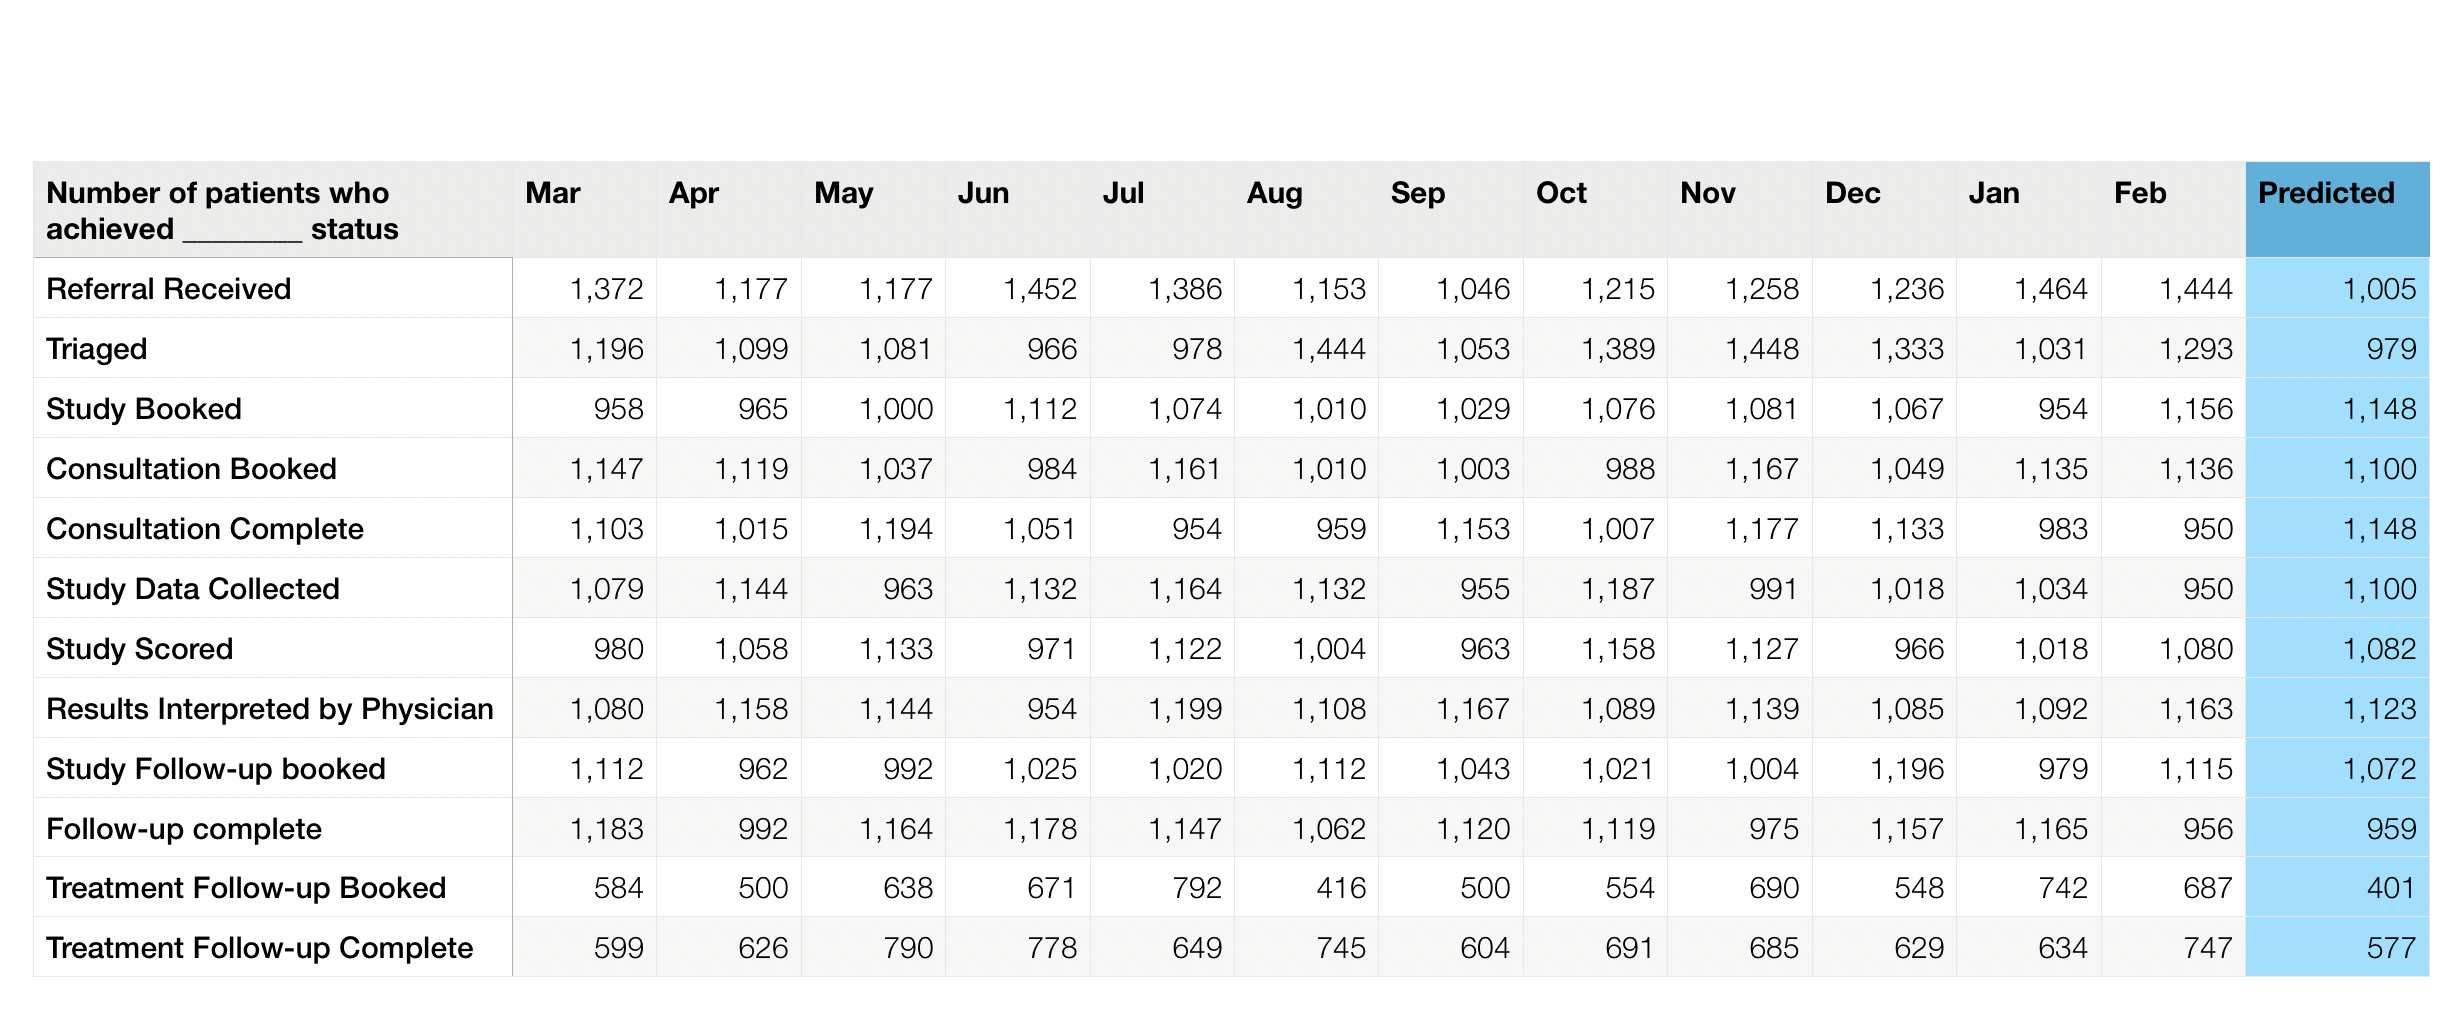 Number of patients who achieved ________ status Mar Apr May Jun Jul Aug Sep Oct Nov Dec Jan Feb Predicted
Referral Received 1,372 1,177 1,177 1,452 1,386 1,153 1,046 1,215 1,258 1,236 1,464 1,444 1,005
Triaged 1,196 1,099 1,081 966 978 1,444 1,053 1,389 1,448 1,333 1,031 1,293 979
Study Booked 958 965 1,000 1,112 1,074 1,010 1,029 1,076 1,081 1,067 954 1,156 1,148
Consultation Booked 1,147 1,119 1,037 984 1,161 1,010 1,003 988 1,167 1,049 1,135 1,136 1,100
Consultation Complete 1,103 1,015 1,194 1,051 954 959 1,153 1,007 1,177 1,133 983 950 1,148
Study Data Collected 1,079 1,144 963 1,132 1,164 1,132 955 1,187 991 1,018 1,034 950 1,100
Study Scored 980 1,058 1,133 971 1,122 1,004 963 1,158 1,127 966 1,018 1,080 1,082
Results Interpreted by Physician 1,080 1,158 1,144 954 1,199 1,108 1,167 1,089 1,139 1,085 1,092 1,163 1,123
Study Follow-up booked 1,112 962 992 1,025 1,020 1,112 1,043 1,021 1,004 1,196 979 1,115 1,072
Follow-up complete 1,183 992 1,164 1,178 1,147 1,062 1,120 1,119 975 1,157 1,165 956 959
Treatment Follow-up Booked 584 500 638 671 792 416 500 554 690 548 742 687 401
Treatment Follow-up Complete 599 626 790 778 649 745 604 691 685 629 634 747 577